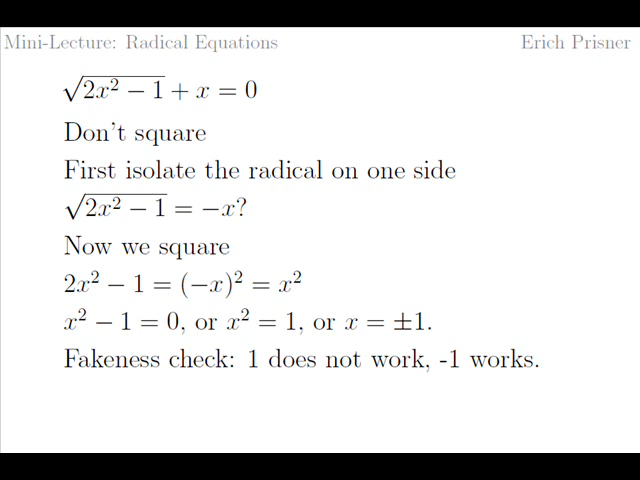 Mini-Lecture: Radical Equations Erich Prisner
√(2x² − 1) + x = 0
Don't square
First isolate the radical on one side
√(2x² − 1) = −x?
Now we square
2x² − 1 = (−x)² = x²
x² − 1 = 0, or x² = 1, or x = ±1.
Fakeness check: 1 does not work, -1 works.